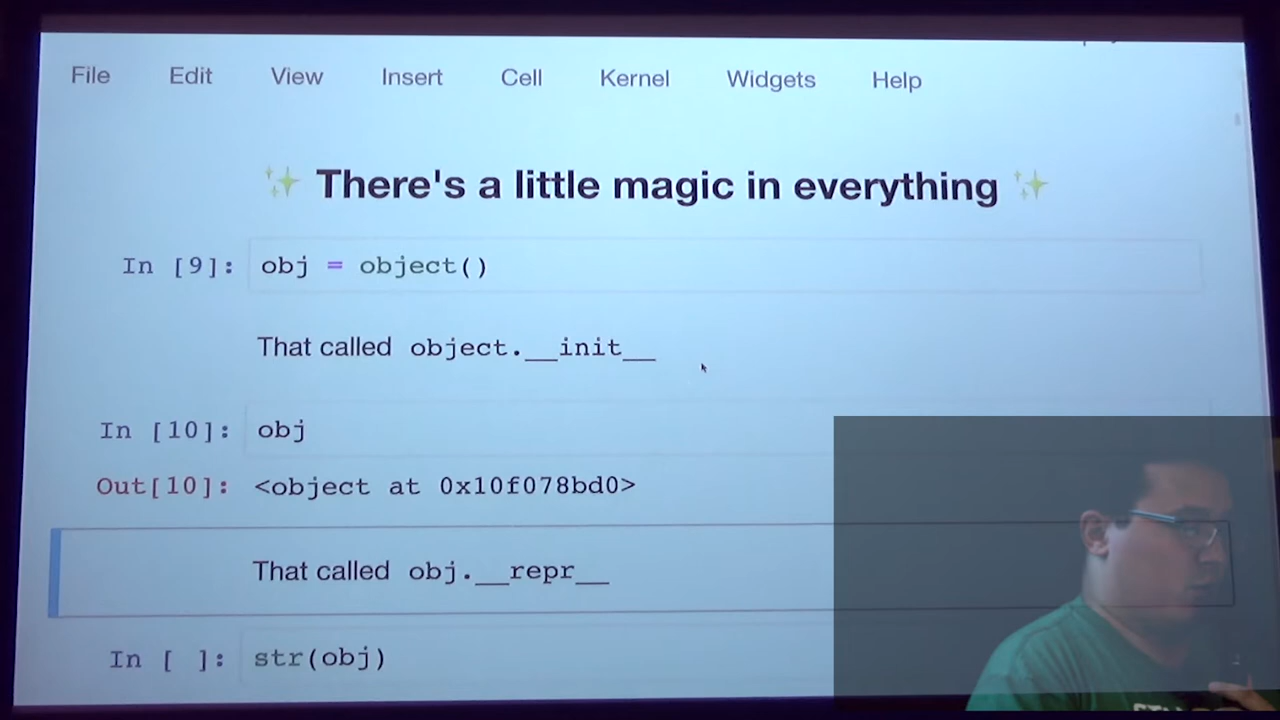 File Edit View Insert Cell Kernel Widgets Help
✨ There's a little magic in everything ✨
In [9]: obj = object()
That called object.__init__
In [10]: obj
Out[10]: <object at 0x10f078bd0>
That called obj.__repr__
In [ ]: str(obj)